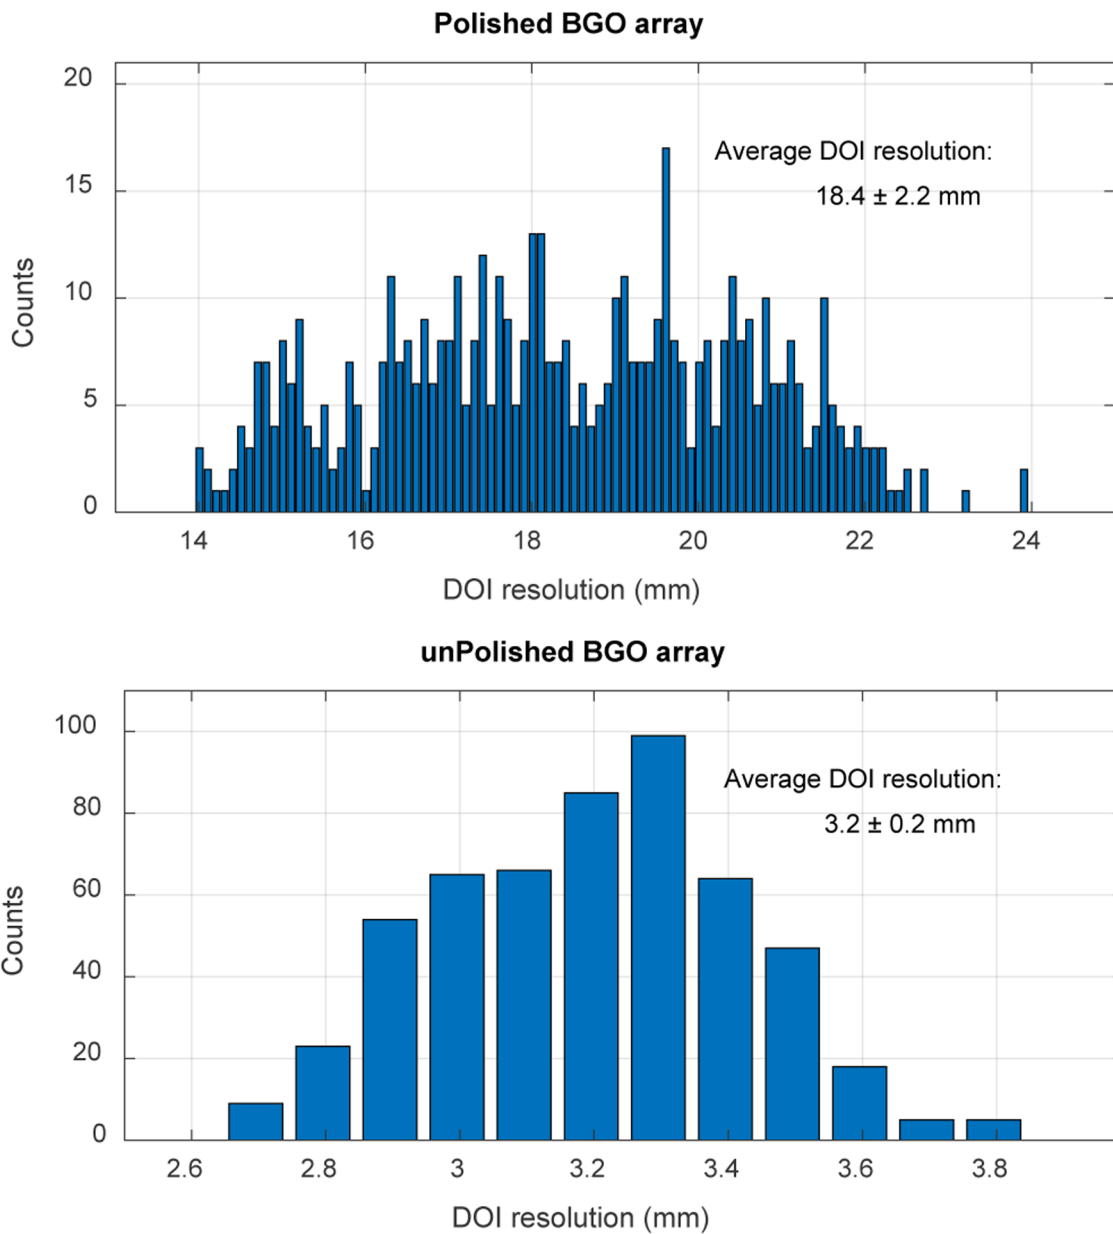 Polished BGO array
20
15
10
5
0
Counts
Average DOI resolution:
18.4 ± 2.2 mm
14 16 18 20 22 24
DOI resolution (mm)
unPolished BGO array
100
80
60
40
20
0
Counts
Average DOI resolution:
3.2 ± 0.2 mm
2.6 2.8 3 3.2 3.4 3.6 3.8
DOI resolution (mm)